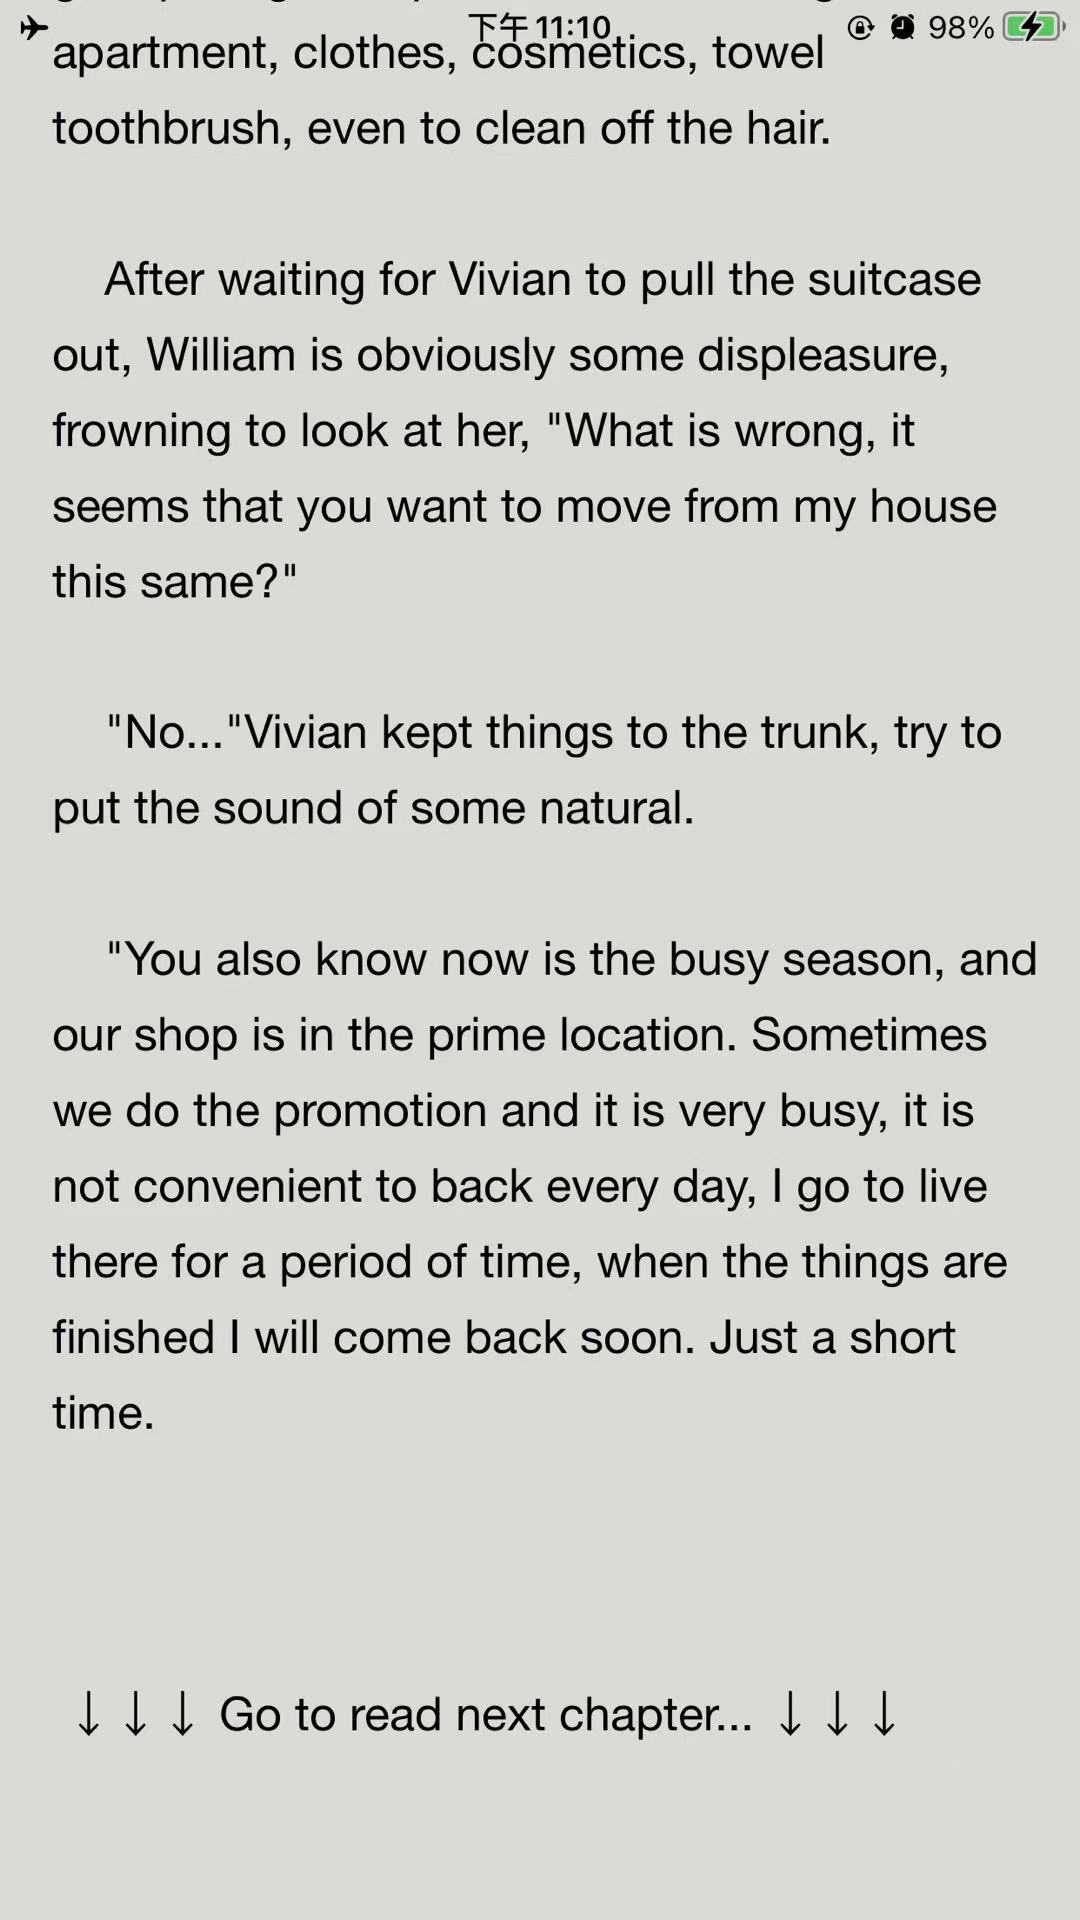 下午11:10
98%
apartment, clothes, cosmetics, towel
toothbrush, even to clean off the hair.
After waiting for Vivian to pull the suitcase
out, William is obviously some displeasure,
frowning to look at her, "What is wrong, it
seems that you want to move from my house
this same?"
"No..."Vivian kept things to the trunk, try to
put the sound of some natural.
"You also know now is the busy season, and
our shop is in the prime location. Sometimes
we do the promotion and it is very busy, it is
not convenient to back every day, I go to live
there for a period of time, when the things are
finished I will come back soon. Just a short
time.
↓ ↓ ↓ Go to read next chapter... ↓ ↓ ↓